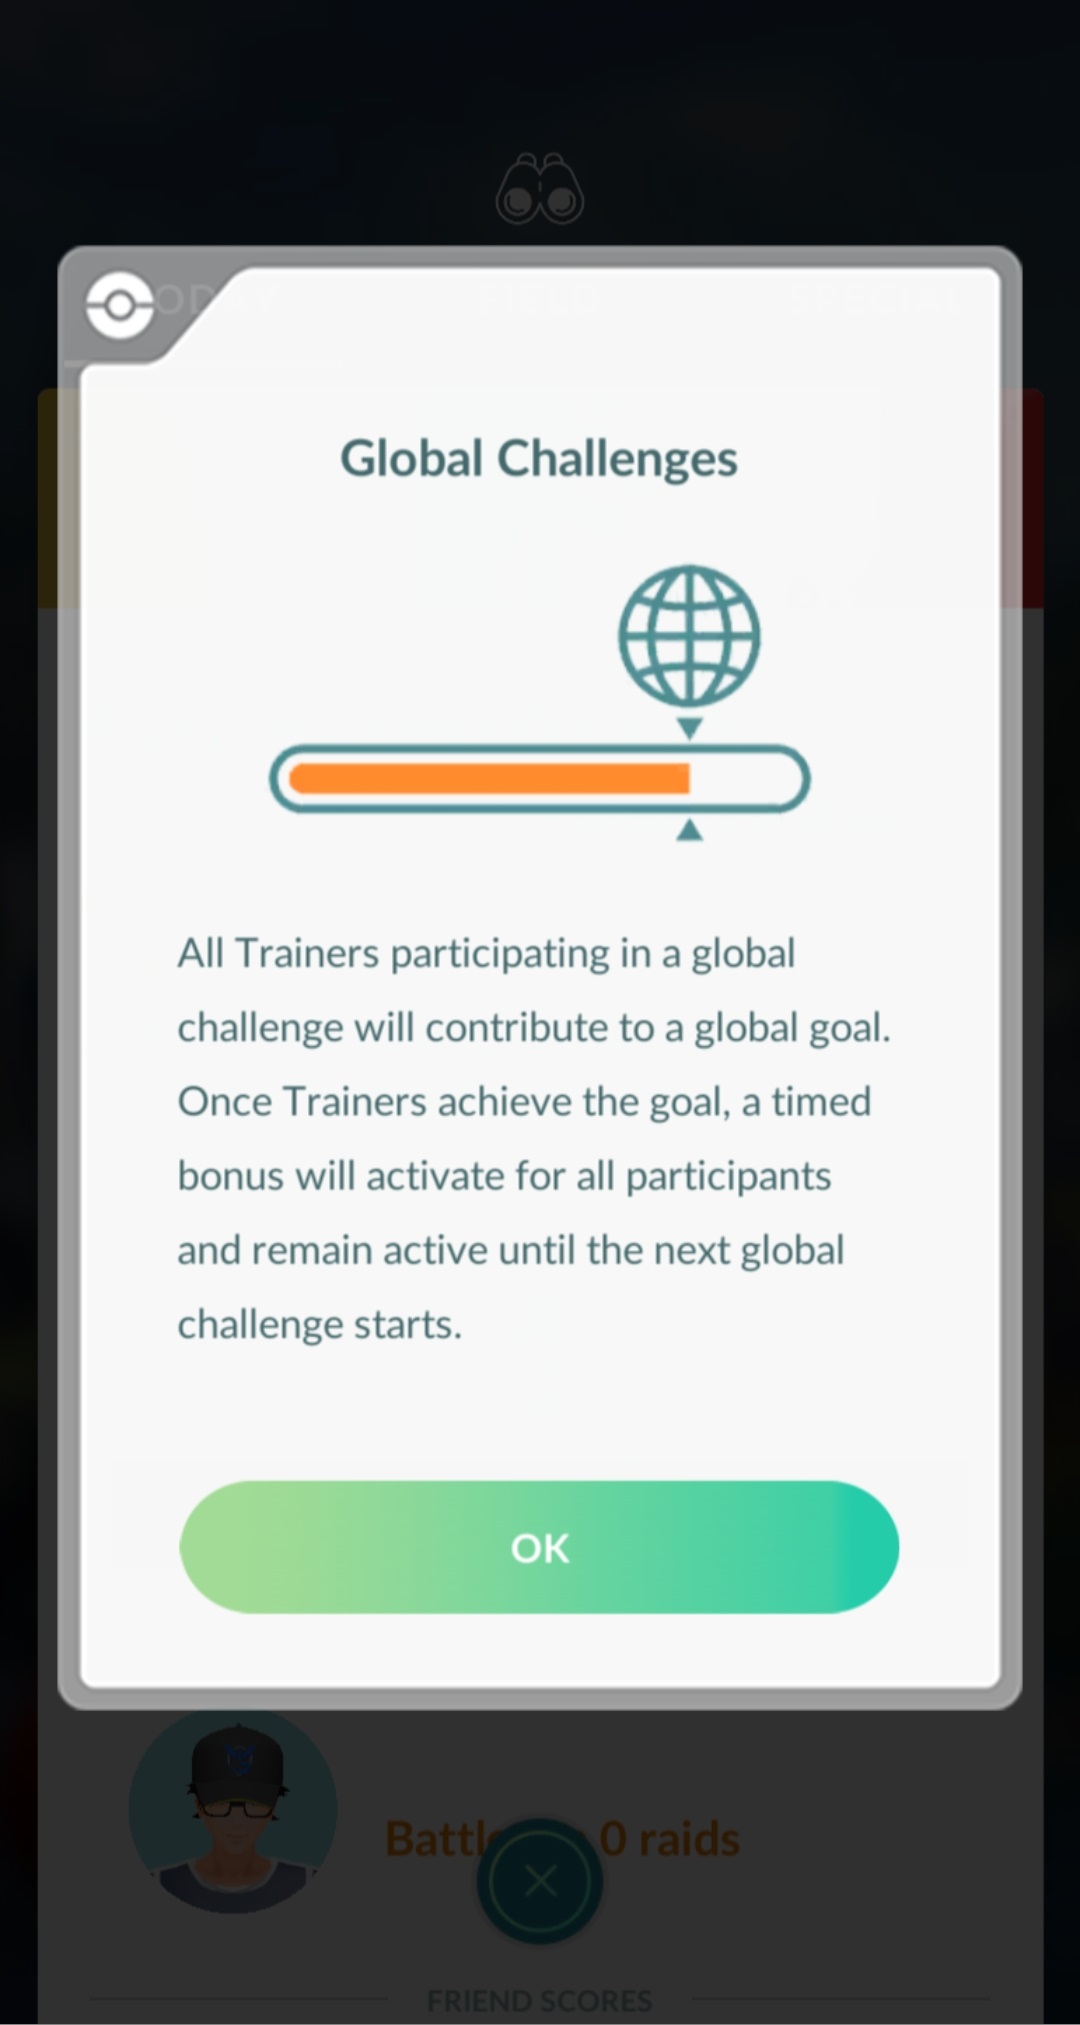 TODAY FIELD SPECIAL
Global Challenges
All Trainers participating in a global
challenge will contribute to a global goal.
Once Trainers achieve the goal, a timed
bonus will activate for all participants
and remain active until the next global
challenge starts.
OK
0 raids
FRIEND SCORES